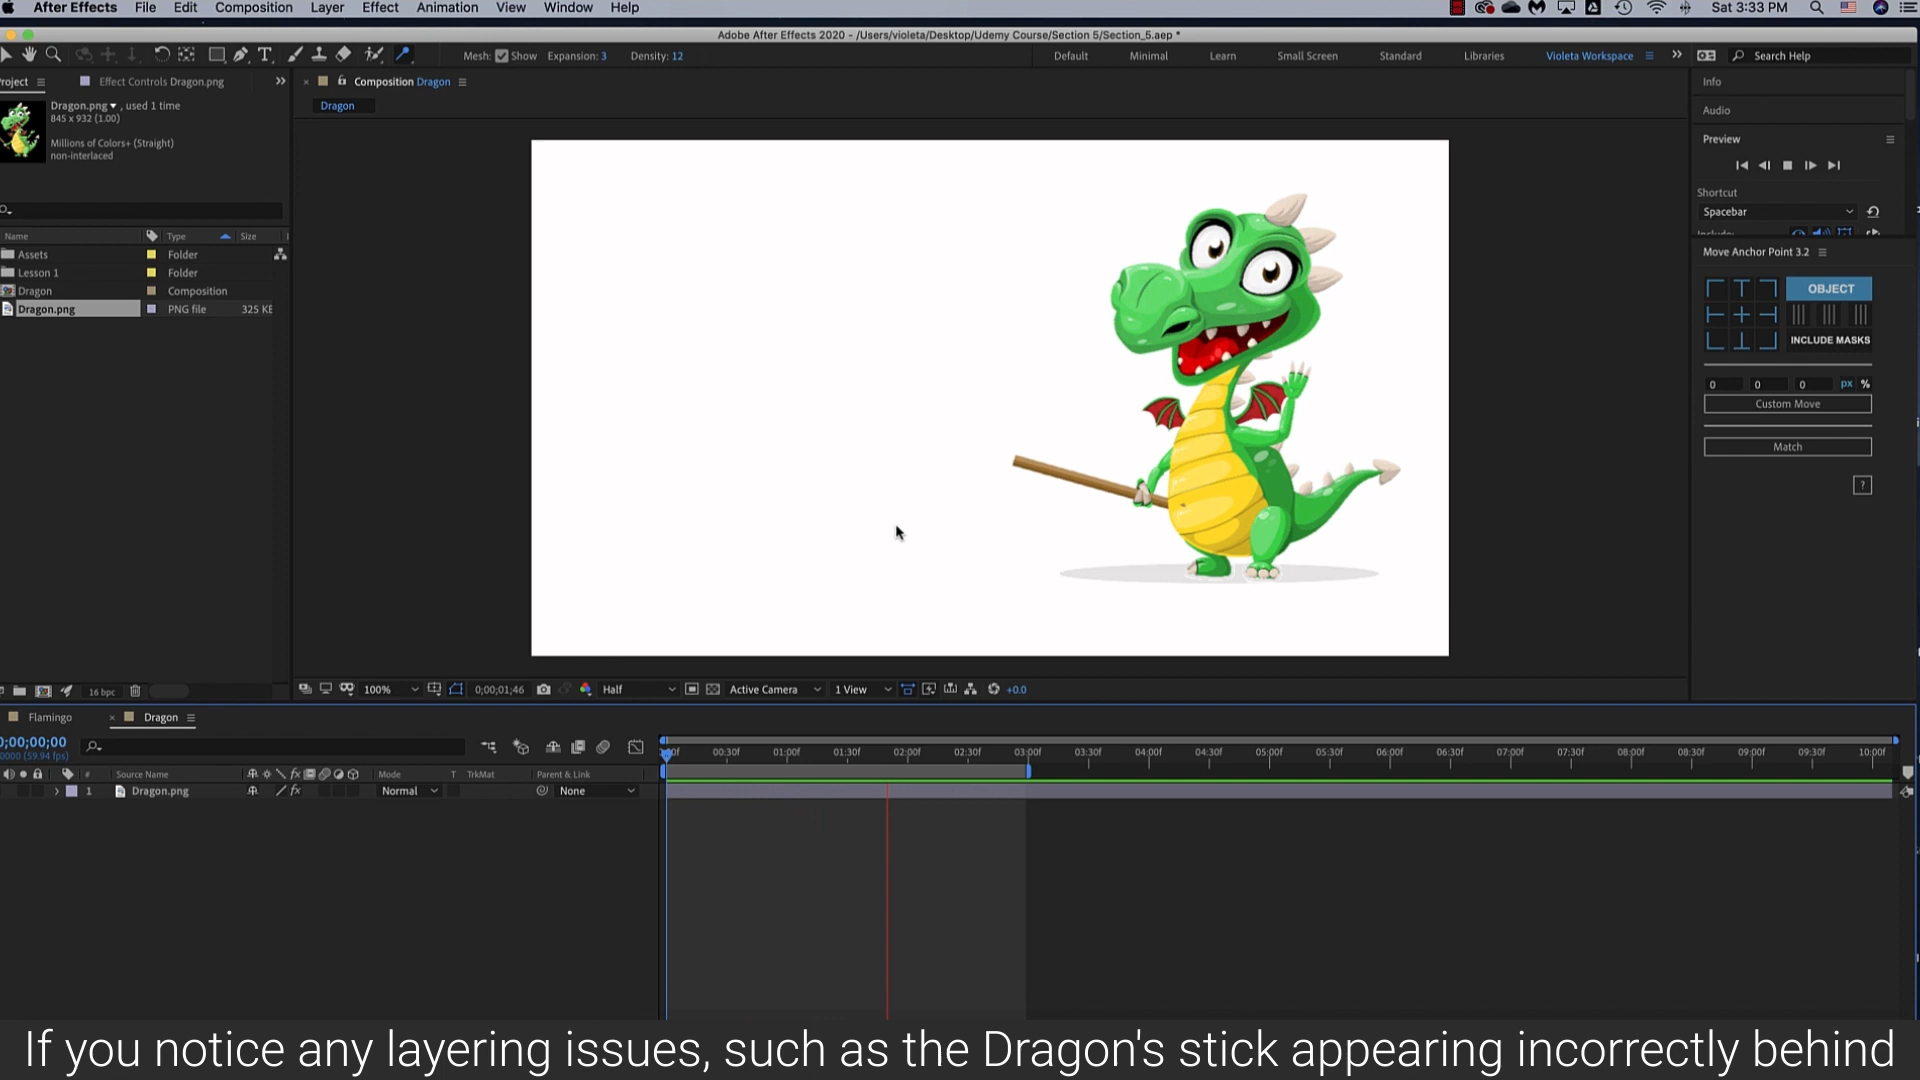 After Effects File Edit Composition Layer Effect Animation View Window Help Sat 3:33 PM
Adobe After Effects 2020 - /Users/violeta/Desktop/Udemy Course/Section 5/Section_5.aep *
Mesh: Show Expansion: 3 Density: 12 Default Minimal Learn Small Screen Standard Libraries Violeta Workspace Search Help
roject Effect Controls Dragon.png Composition Dragon Info
Dragon.png , used 1 time Dragon Audio
845 x 932 (1.00)
Millions of Colors+ (Straight) Preview
non-interlaced
Shortcut
Spacebar
Include:
Name Type Size
Assets Folder
Lesson 1 Folder
Dragon Composition
Dragon.png PNG file 325 KE
Move Anchor Point 3.2
OBJECT
INCLUDE MASKS
0 0 0 px %
Custom Move
Match
?
16 bpc 100% 0;00;01;46 Half Active Camera 1 View +0.0
Flamingo Dragon
0;00;00;00
0000 (59.94 fps)
:00f 00:30f 01:00f 01:30f 02:00f 02:30f 03:00f 03:30f 04:00f 04:30f 05:00f 05:30f 06:00f 06:30f 07:00f 07:30f 08:00f 08:30f 09:00f 09:30f 10:00f
# Source Name Mode T TrkMat Parent & Link
1 Dragon.png Normal None
If you notice any layering issues, such as the Dragon's stick appearing incorrectly behind